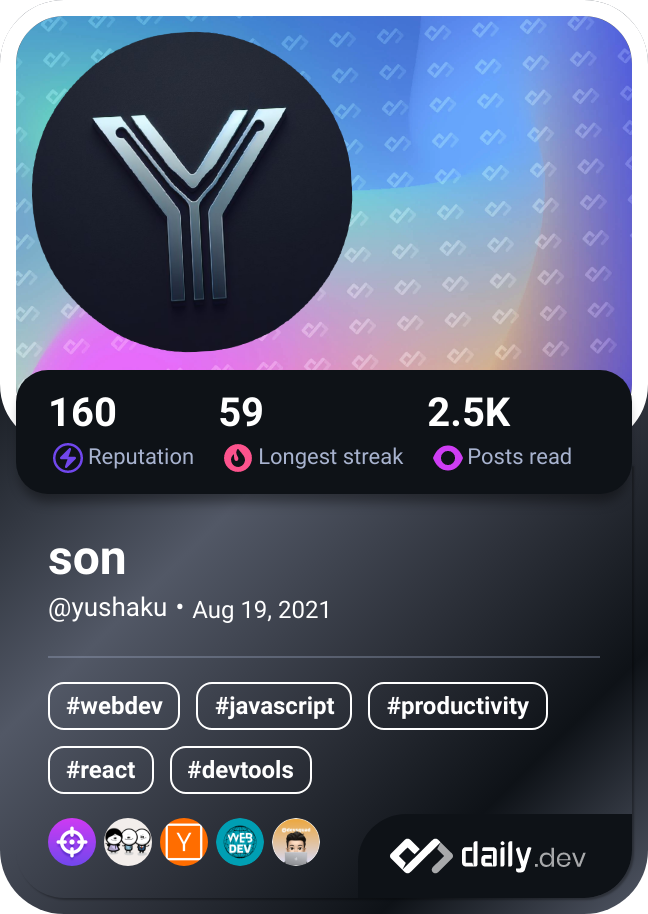 Y
160 59 2.5K
Reputation Longest streak Posts read
son
@yushaku • Aug 19, 2021
#webdev #javascript #productivity
#react #devtools
Y
WEB
DEV
daily.dev